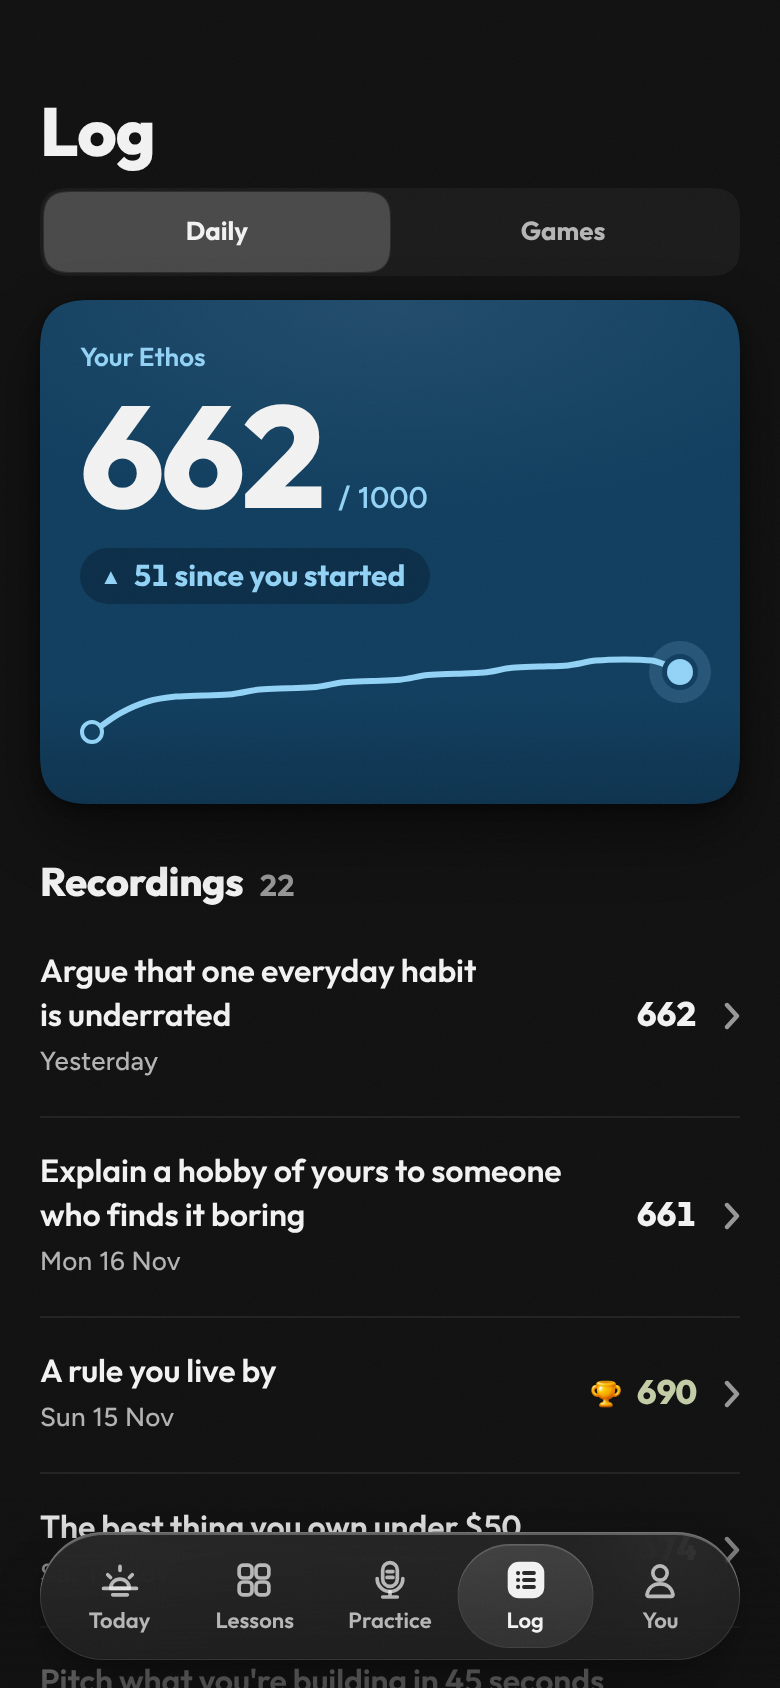 Log
Daily
Games
Your Ethos
662 / 1000
▲ 51 since you started
Recordings 22
Argue that one everyday habit
is underrated
662
Yesterday
Explain a hobby of yours to someone
who finds it boring
661
Mon 16 Nov
A rule you live by
🏆 690
Sun 15 Nov
The best thing you own under $50
Today
Lessons
Practice
Log
You
Pitch what you're building in 45 seconds